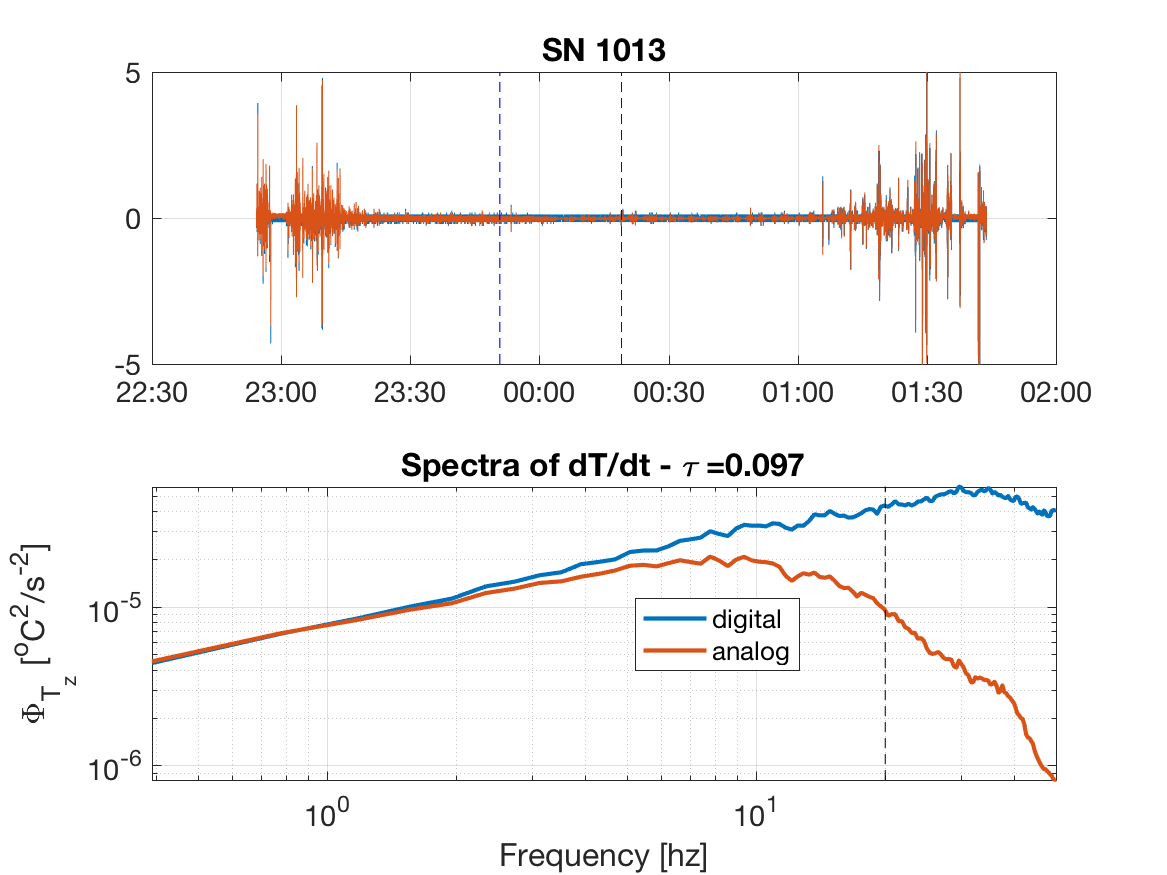 SN 1013
5
0
-5
22:30 23:00 23:30 00:00 00:30 01:00 01:30 02:00
Spectra of dT/dt - τ =0.097
Φ_{T_z} [°C²/s⁻²]
10⁻⁵
10⁻⁶
digital
analog
10⁰ 10¹
Frequency [hz]